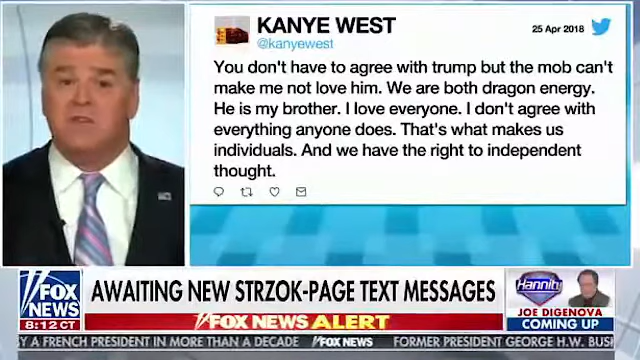 KANYE WEST
@kanyewest
25 Apr 2018
You don't have to agree with trump but the mob can't
make me not love him. We are both dragon energy.
He is my brother. I love everyone. I don't agree with
everything anyone does. That's what makes us
individuals. And we have the right to independent
thought.
FOX
NEWS
8:12 CT
AWAITING NEW STRZOK-PAGE TEXT MESSAGES
FOX NEWS ALERT
Hannity
JOE DIGENOVA
COMING UP
Y A FRENCH PRESIDENT IN MORE THAN A DECADE FOX NEWS FORMER PRESIDENT GEORGE H.W. BUS